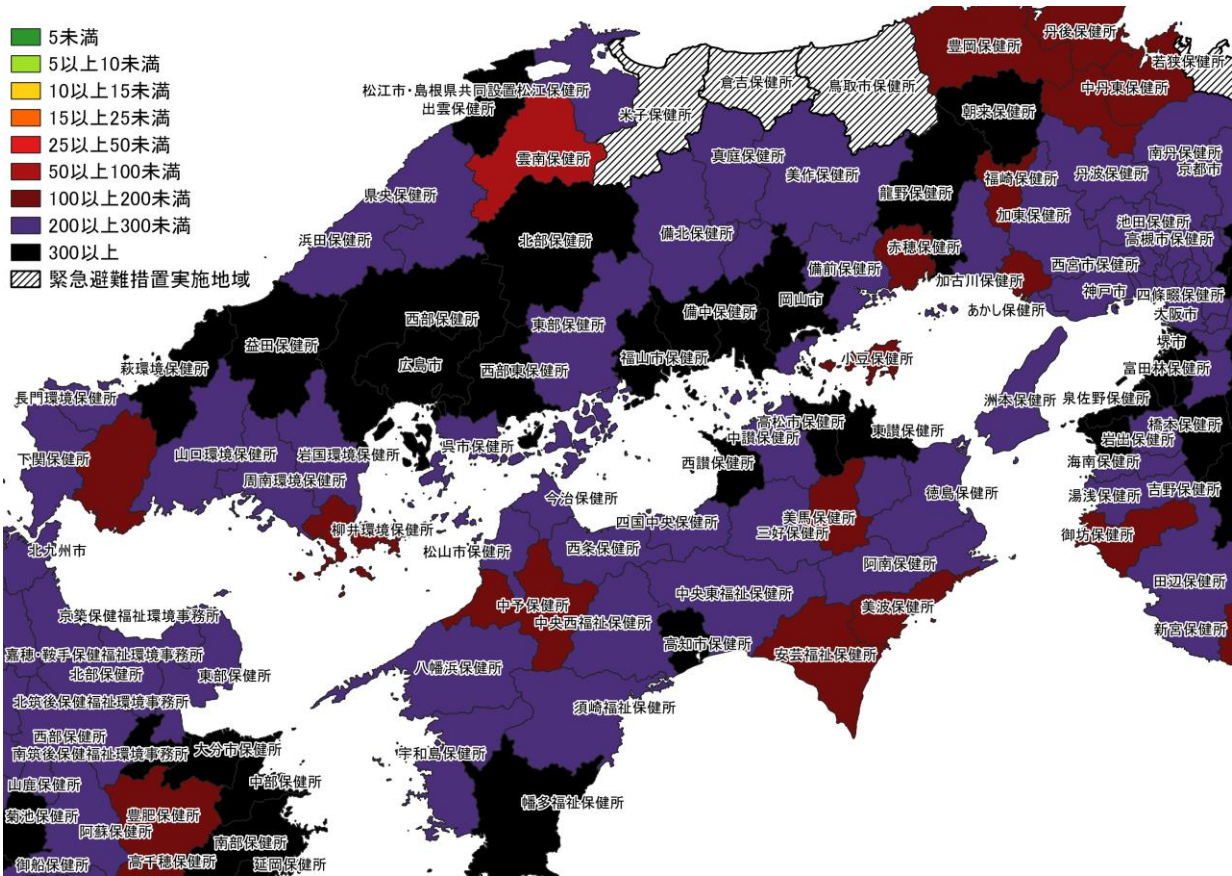 5未満
5以上10未満
10以上15未満
15以上25未満
25以上50未満
50以上100未満
100以上200未満
200以上300未満
300以上
緊急避難措置実施地域
丹後保健所
豊岡保健所
若狭保健所
中丹東保健所
松江市・島根県共同設置松江保健所
倉吉保健所
鳥取市保健所
米子保健所
出雲保健所
朝来保健所
雲南保健所
真庭保健所
美作保健所
福崎保健所
丹波保健所
南丹保健所
京都市
県央保健所
龍野保健所
加東保健所
池田保健所
浜田保健所
北部保健所
備北保健所
赤穂保健所
高槻市保健所
備前保健所
西宮市保健所
加古川保健所
神戸市
四條畷保健所
岡山市
あかし保健所
大阪市
西部保健所
備中保健所
東部保健所
堺市
益田保健所
広島市
西部東保健所
福山市保健所
小豆保健所
富田林保健所
萩環境保健所
長門環境保健所
洲本保健所
泉佐野保健所
高松市保健所
東讃保健所
橋本保健所
中讃保健所
岩出保健所
呉市保健所
下関保健所
山口環境保健所
岩国環境保健所
西讃保健所
海南保健所
周南環境保健所
今治保健所
徳島保健所
湯浅保健所
吉野保健所
四国中央保健所
美馬保健所
三好保健所
柳井環境保健所
御坊保健所
北九州市
松山市保健所
西条保健所
阿南保健所
田辺保健所
中央東福祉保健所
中予保健所
美波保健所
京築保健福祉環境事務所
中央西福祉保健所
新宮保健所
高知市保健所
安芸福祉保健所
嘉穂・鞍手保健福祉環境事務所
八幡浜保健所
北部保健所
東部保健所
北筑後保健福祉環境事務所
須崎福祉保健所
西部保健所
大分市保健所
南筑後保健福祉環境事務所
宇和島保健所
山鹿保健所
中部保健所
幡多福祉保健所
菊池保健所
豊肥保健所
阿蘇保健所
南部保健所
御船保健所
高千穂保健所
延岡保健所